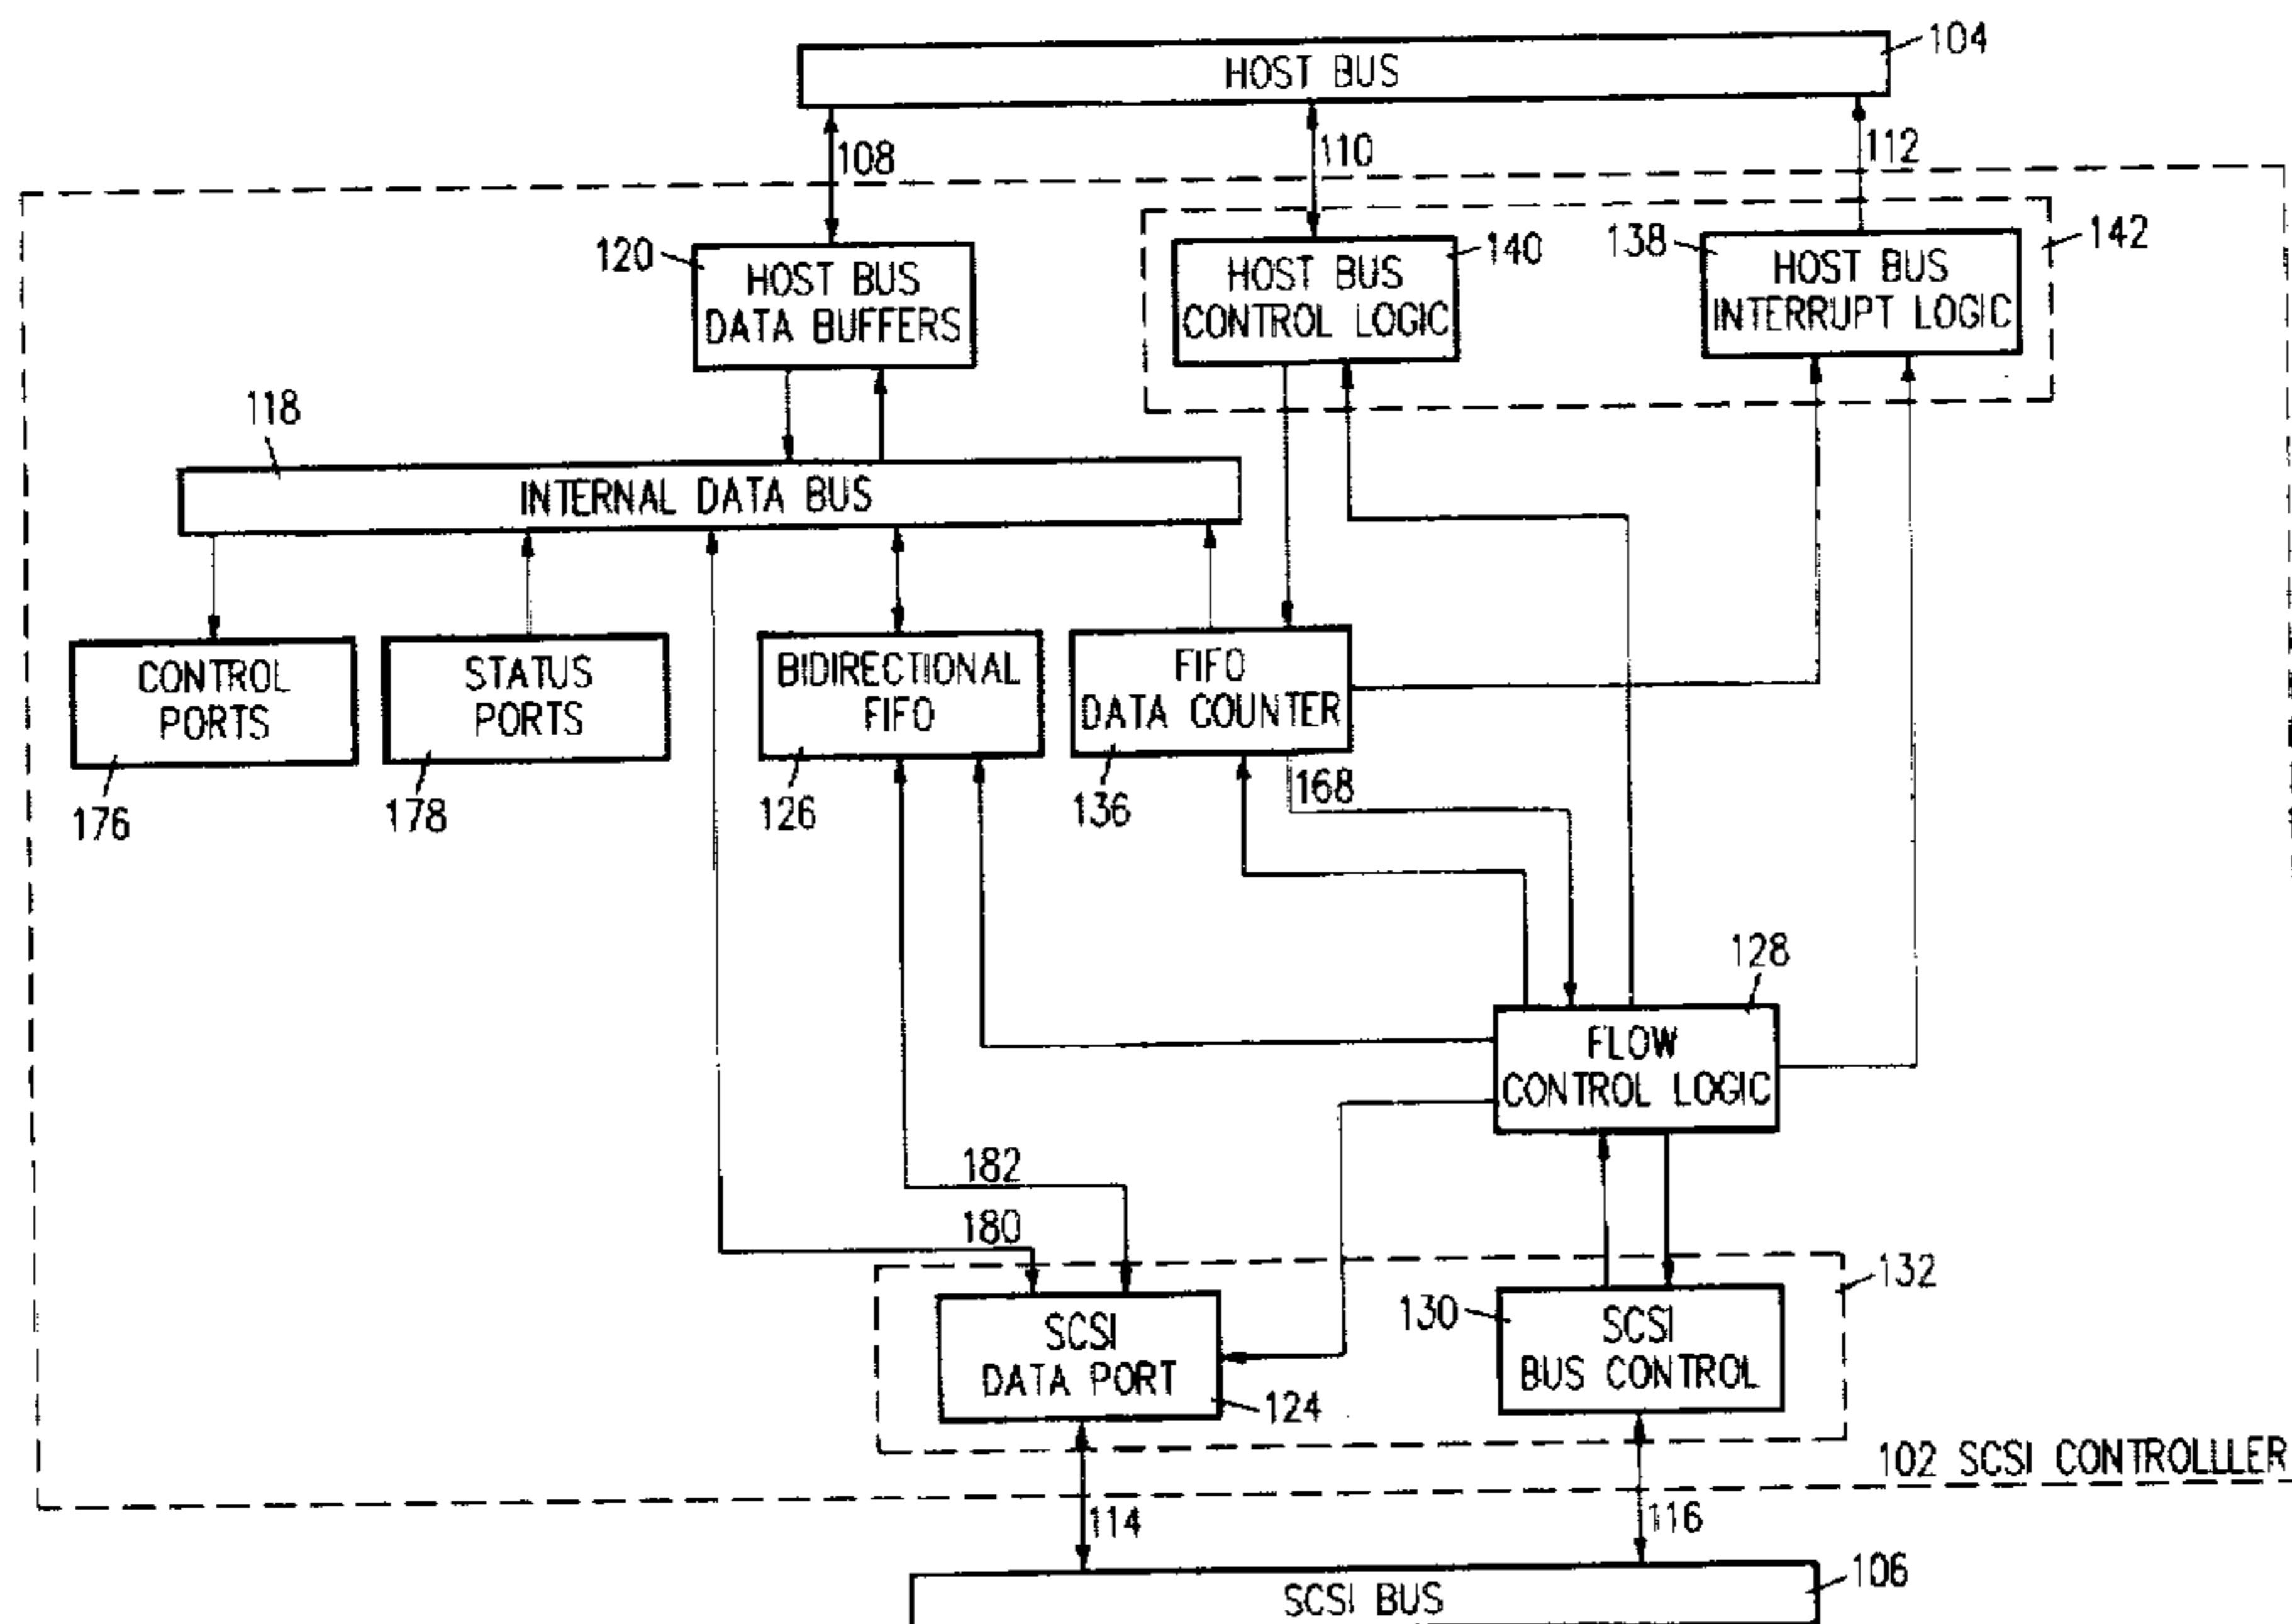 HOST BUS
104
108
110
112
120
HOST BUS
DATA BUFFERS
HOST BUS
CONTROL LOGIC
140
138
HOST BUS
INTERRUPT LOGIC
142
118
INTERNAL DATA BUS
CONTROL
PORTS
176
STATUS
PORTS
178
BIDIRECTIONAL
FIFO
126
FIFO
DATA COUNTER
136
168
128
FLOW
CONTROL LOGIC
182
180
132
SCSI
DATA PORT
124
130
SCSI
BUS CONTROL
102 SCSI CONTROLLLER
114
116
SCSI BUS
106